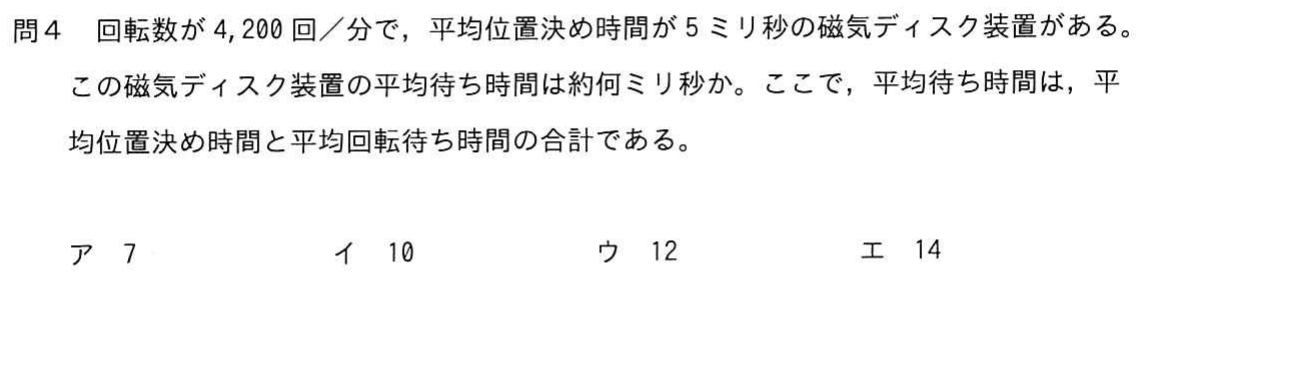 問4 回転数が 4,200 回／分で，平均位置決め時間が 5 ミリ秒の磁気ディスク装置がある。
この磁気ディスク装置の平均待ち時間は約何ミリ秒か。ここで，平均待ち時間は，平
均位置決め時間と平均回転待ち時間の合計である。
ア 7 イ 10 ウ 12 エ 14